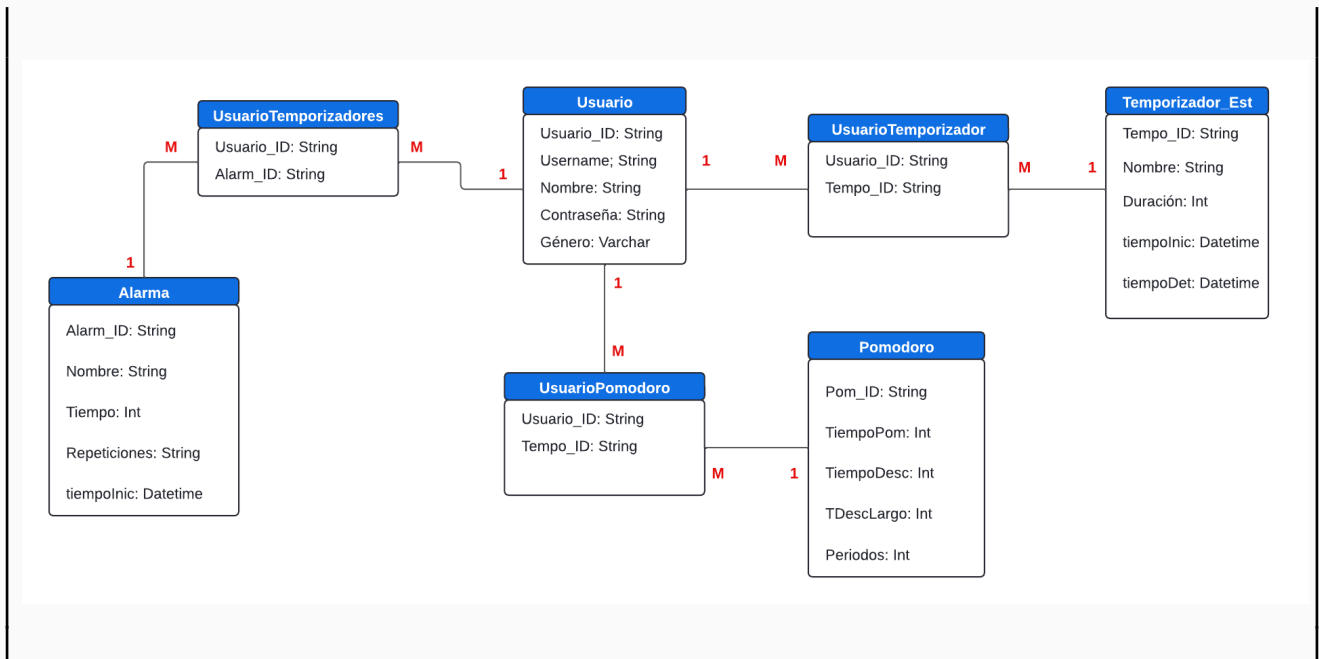 UsuarioTemporizadores
Usuario_ID: String
Alarm_ID: String
M
M
1
1
Usuario
Usuario_ID: String
Username; String
Nombre: String
Contraseña: String
Género: Varchar
1
M
UsuarioTemporizador
Usuario_ID: String
Tempo_ID: String
M
1
Temporizador_Est
Tempo_ID: String
Nombre: String
Duración: Int
tiempoInic: Datetime
tiempoDet: Datetime
Alarma
Alarm_ID: String
Nombre: String
Tiempo: Int
Repeticiones: String
tiempoInic: Datetime
1
M
UsuarioPomodoro
Usuario_ID: String
Tempo_ID: String
M
1
Pomodoro
Pom_ID: String
TiempoPom: Int
TiempoDesc: Int
TDescLargo: Int
Periodos: Int